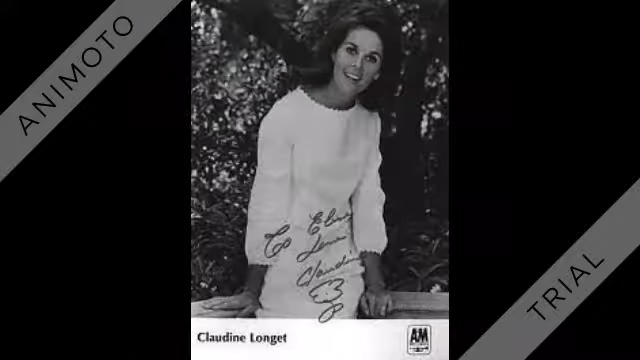 ANIMOTO
To
Love
Claudine
TRIAL
Claudine Longet
A&M